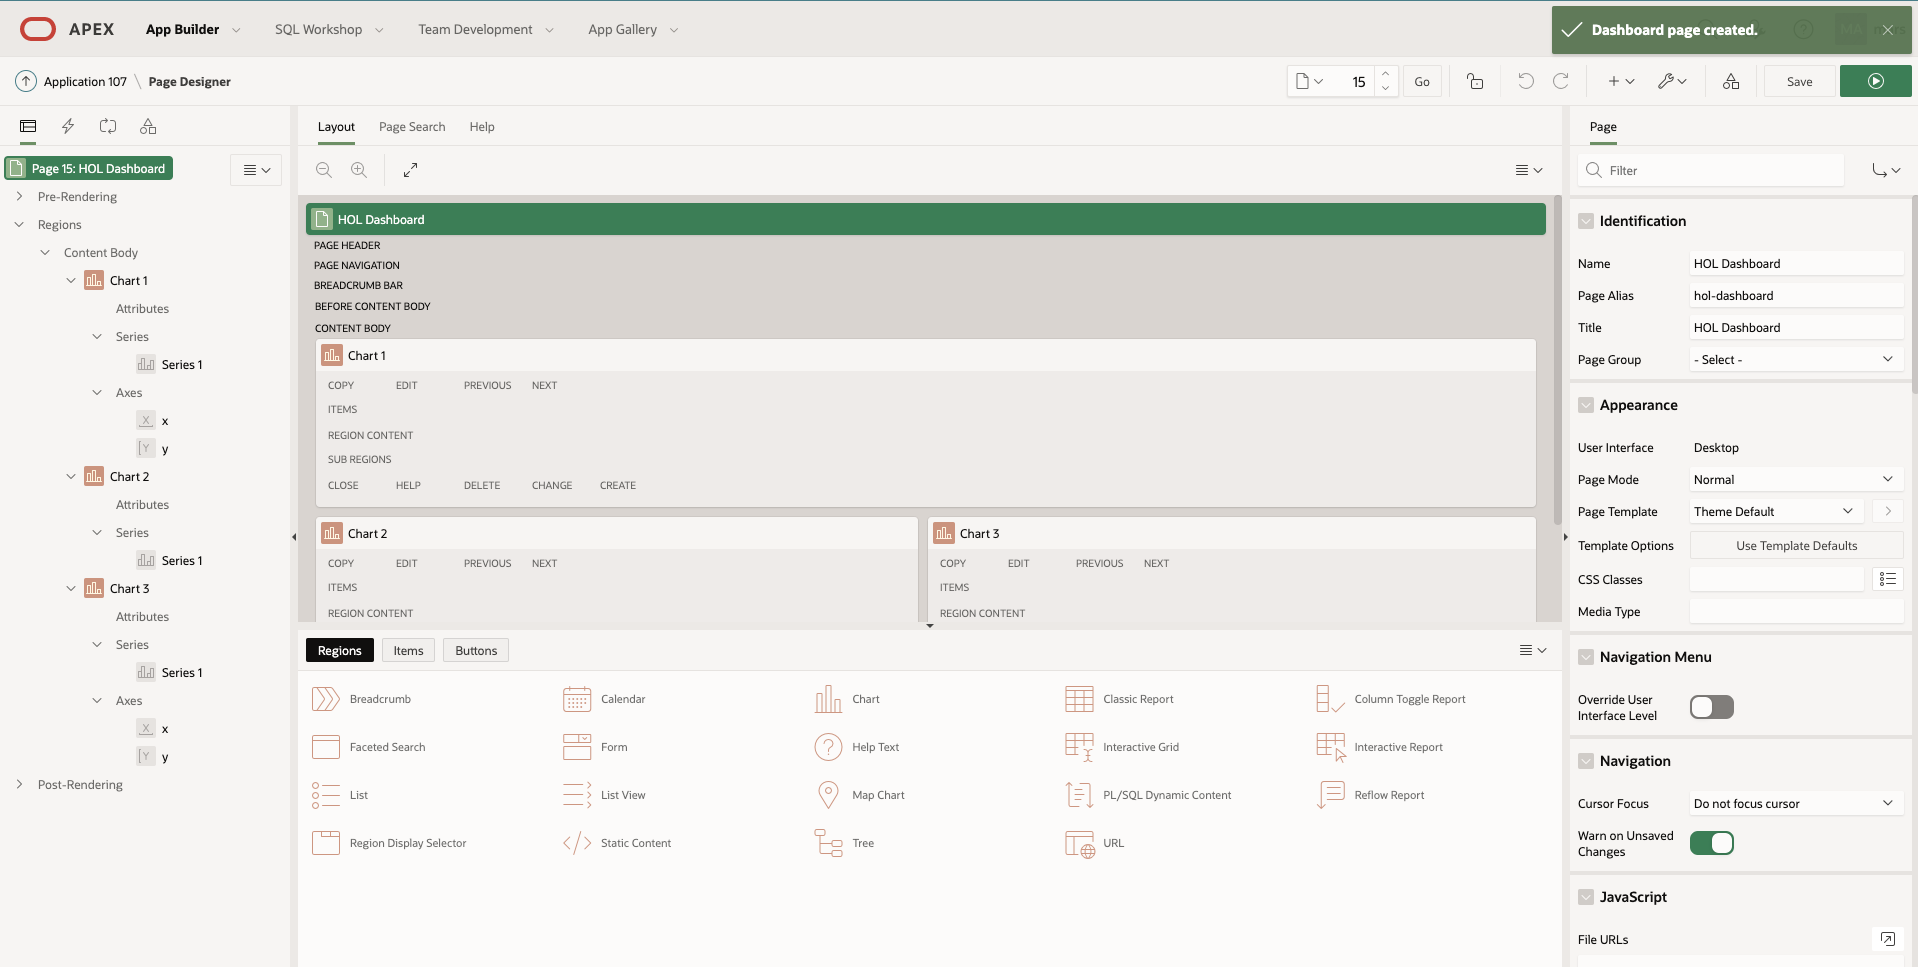 APEX
App Builder
SQL Workshop
Team Development
App Gallery
Dashboard page created.
Application 107
\
Page Designer
15
Go
Save
Page 15: HOL Dashboard
Pre-Rendering
Regions
Content Body
Chart 1
Attributes
Series
Series 1
Axes
X x
Y y
Chart 2
Attributes
Series
Series 1
Chart 3
Attributes
Series
Series 1
Axes
X x
Y y
Post-Rendering
Layout
Page Search
Help
HOL Dashboard
PAGE HEADER
PAGE NAVIGATION
BREADCRUMB BAR
BEFORE CONTENT BODY
CONTENT BODY
Chart 1
COPY EDIT PREVIOUS NEXT
ITEMS
REGION CONTENT
SUB REGIONS
CLOSE HELP DELETE CHANGE CREATE
Chart 2
COPY EDIT PREVIOUS NEXT
ITEMS
REGION CONTENT
Chart 3
COPY EDIT PREVIOUS NEXT
ITEMS
REGION CONTENT
Regions
Items
Buttons
Breadcrumb
Calendar
Chart
Classic Report
Column Toggle Report
Faceted Search
Form
Help Text
Interactive Grid
Interactive Report
List
List View
Map Chart
PL/SQL Dynamic Content
Reflow Report
Region Display Selector
Static Content
Tree
URL
Page
Filter
Identification
Name HOL Dashboard
Page Alias hol-dashboard
Title HOL Dashboard
Page Group - Select -
Appearance
User Interface Desktop
Page Mode Normal
Page Template Theme Default
Template Options Use Template Defaults
CSS Classes
Media Type
Navigation Menu
Override User
Interface Level
Navigation
Cursor Focus Do not focus cursor
Warn on Unsaved
Changes
JavaScript
File URLs